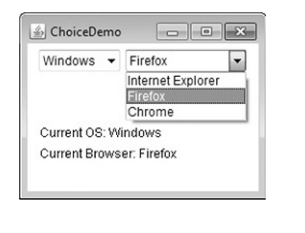 ChoiceDemo
Windows Firefox
Internet Explorer
Firefox
Chrome
Current OS: Windows
Current Browser: Firefox